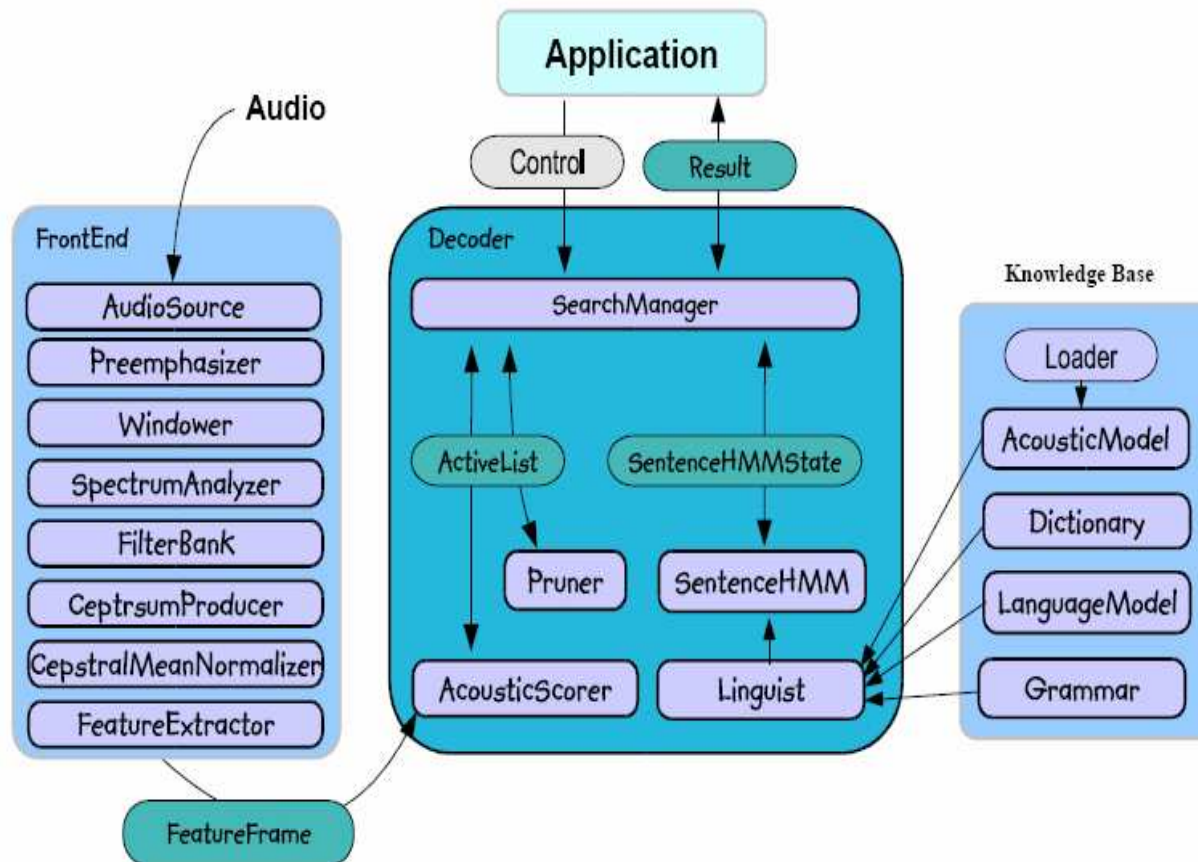 Application
Audio
Control
Result
FrontEnd
AudioSource
Preemphasizer
Windower
SpectrumAnalyzer
FilterBank
CeptrsumProducer
CepstralMeanNormalizer
FeatureExtractor
FeatureFrame
Decoder
SearchManager
ActiveList
SentenceHMMState
Pruner
SentenceHMM
AcousticScorer
Linguist
Knowledge Base
Loader
AcousticModel
Dictionary
LanguageModel
Grammar